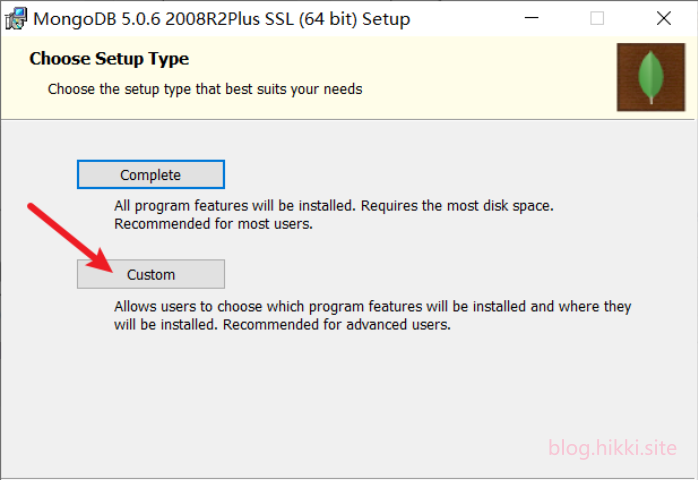 MongoDB 5.0.6 2008R2Plus SSL (64 bit) Setup
Choose Setup Type
Choose the setup type that best suits your needs
Complete
All program features will be installed. Requires the most disk space.
Recommended for most users.
Custom
Allows users to choose which program features will be installed and where they
will be installed. Recommended for advanced users.
blog.hikki.site